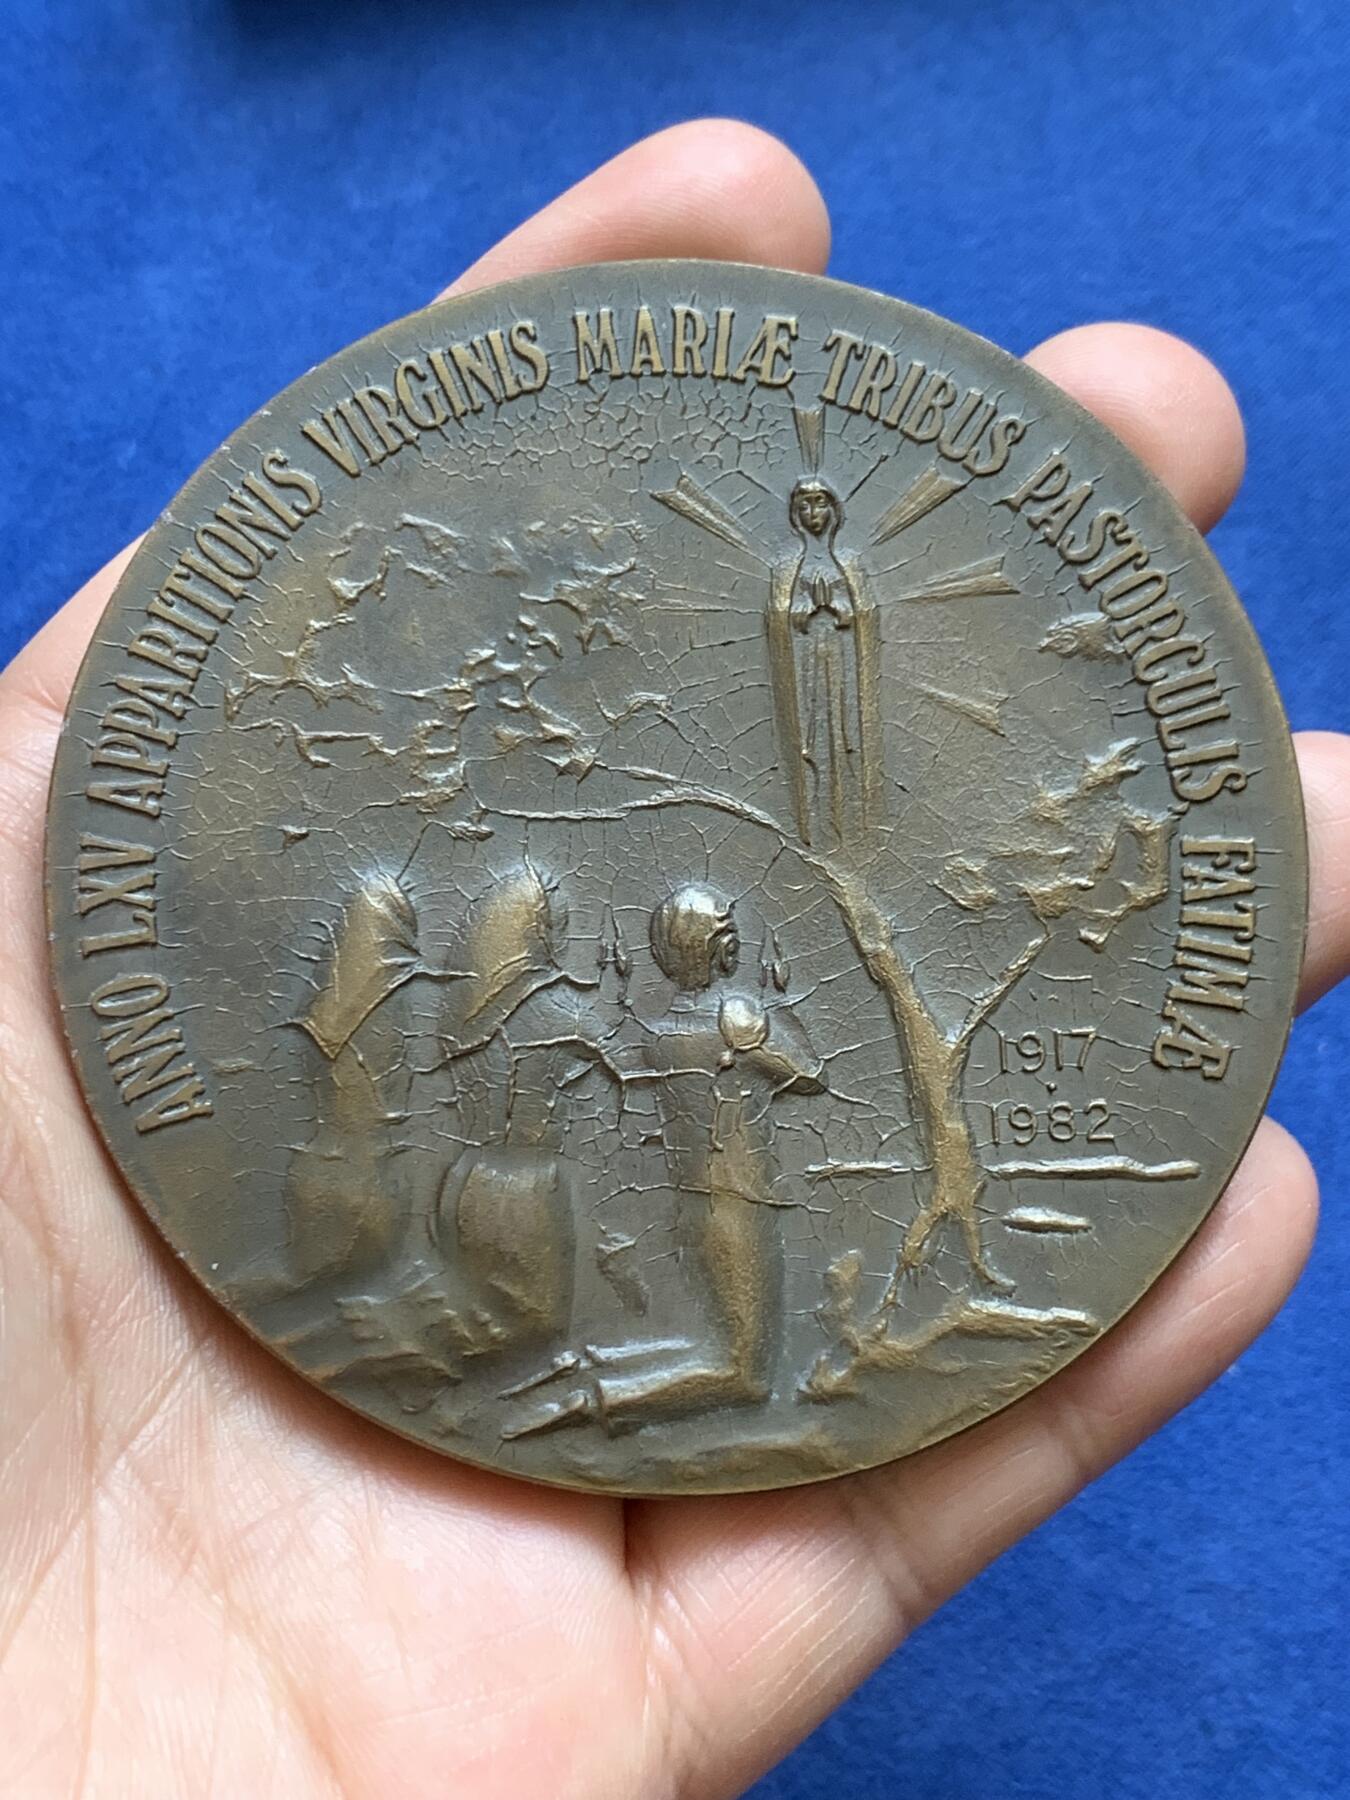 ANNO LXV APPARITIONIS VIRGINIS MARIÆ TRIBUS PASTORCULIS FATIMÆ
1917
1982